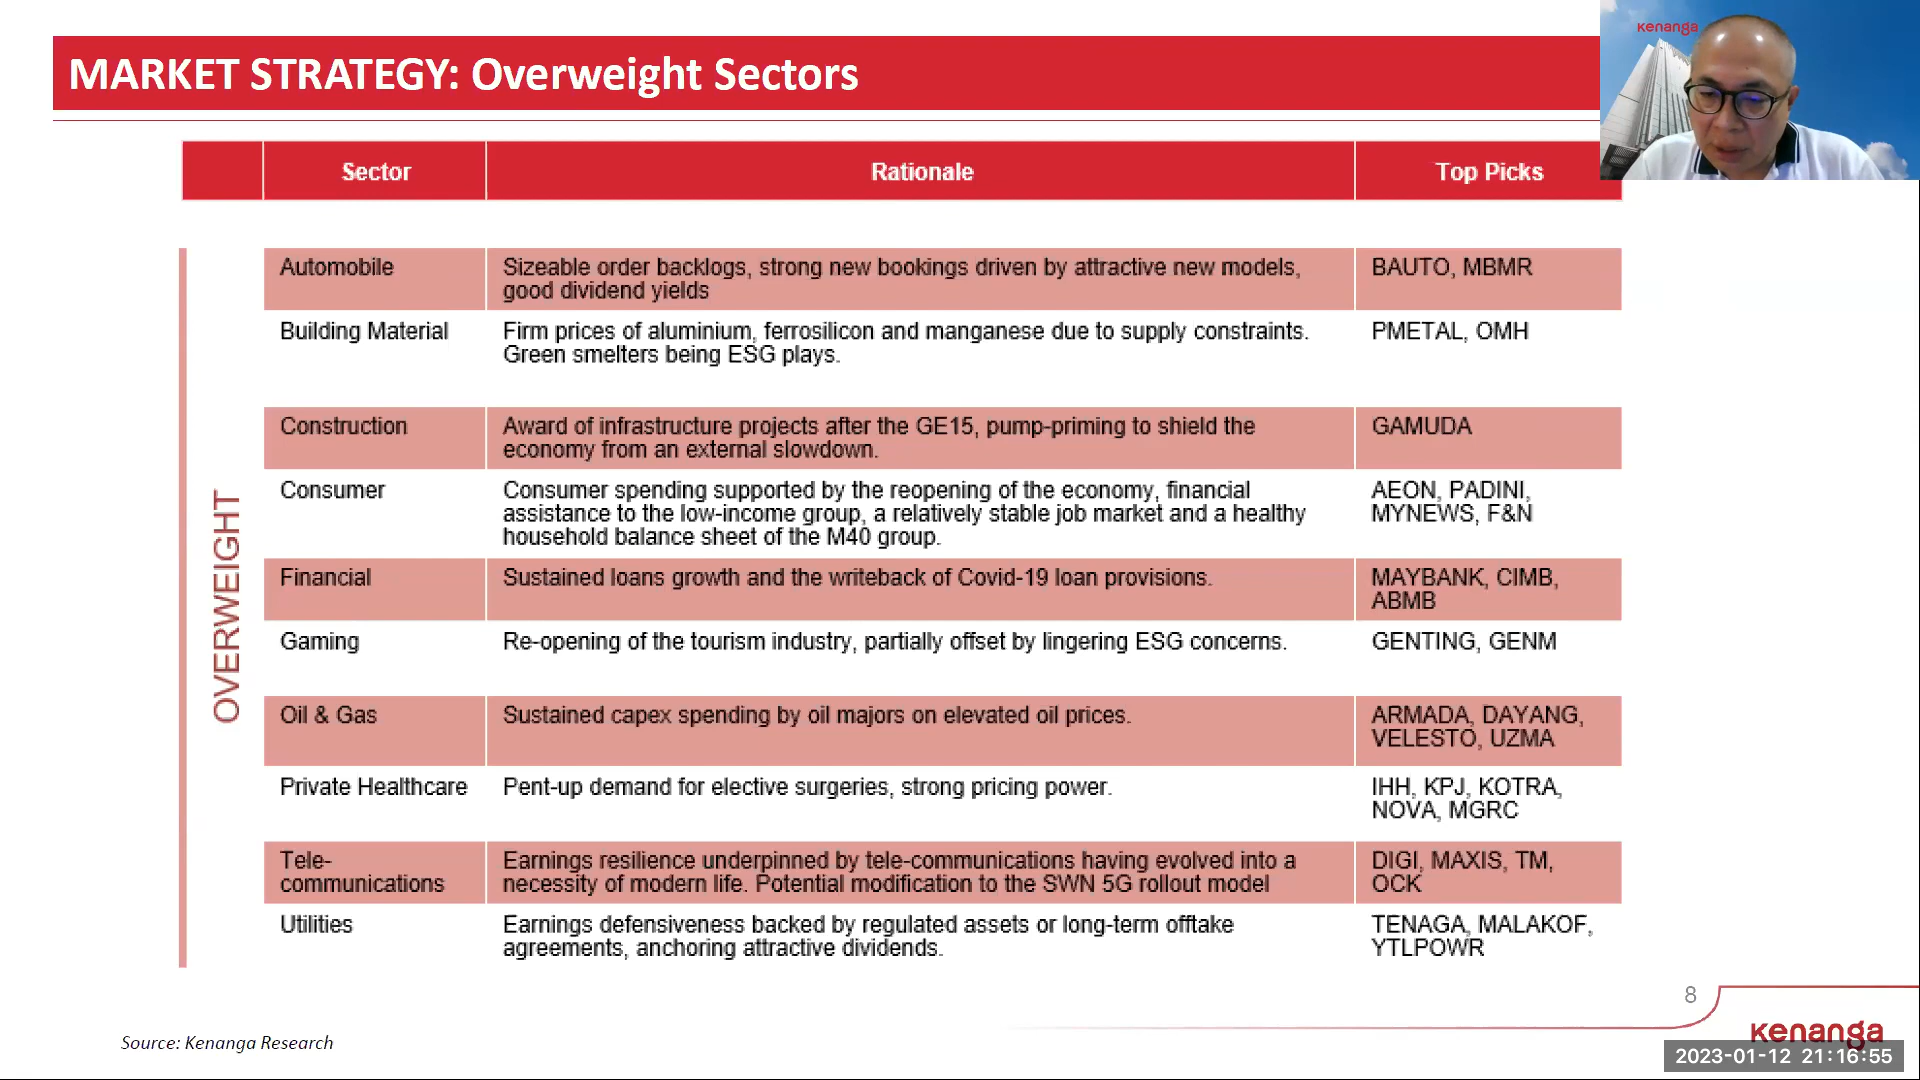 MARKET STRATEGY: Overweight Sectors
kenanga
Sector
Rationale
Top Picks
OVERWEIGHT
Automobile
Sizeable order backlogs, strong new bookings driven by attractive new models,
good dividend yields
BAUTO, MBMR
Building Material
Firm prices of aluminium, ferrosilicon and manganese due to supply constraints.
Green smelters being ESG plays.
PMETAL, OMH
Construction
Award of infrastructure projects after the GE15, pump-priming to shield the
economy from an external slowdown.
GAMUDA
Consumer
Consumer spending supported by the reopening of the economy, financial
assistance to the low-income group, a relatively stable job market and a healthy
household balance sheet of the M40 group.
AEON, PADINI,
MYNEWS, F&N
Financial
Sustained loans growth and the writeback of Covid-19 loan provisions.
MAYBANK, CIMB,
ABMB
Gaming
Re-opening of the tourism industry, partially offset by lingering ESG concerns.
GENTING, GENM
Oil & Gas
Sustained capex spending by oil majors on elevated oil prices.
ARMADA, DAYANG,
VELESTO, UZMA
Private Healthcare
Pent-up demand for elective surgeries, strong pricing power.
IHH, KPJ, KOTRA,
NOVA, MGRC
Tele-
communications
Earnings resilience underpinned by tele-communications having evolved into a
necessity of modern life. Potential modification to the SWN 5G rollout model
DIGI, MAXIS, TM,
OCK
Utilities
Earnings defensiveness backed by regulated assets or long-term offtake
agreements, anchoring attractive dividends.
TENAGA, MALAKOF,
YTLPOWR
8
Source: Kenanga Research
kenanga
2023-01-12 21:16:55